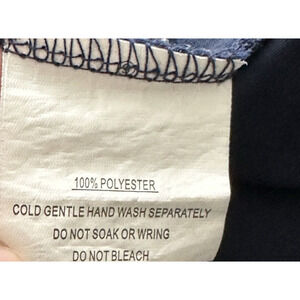 100% POLYESTER
COLD GENTLE HAND WASH SEPARATELY
DO NOT SOAK OR WRING
DO NOT BLEACH